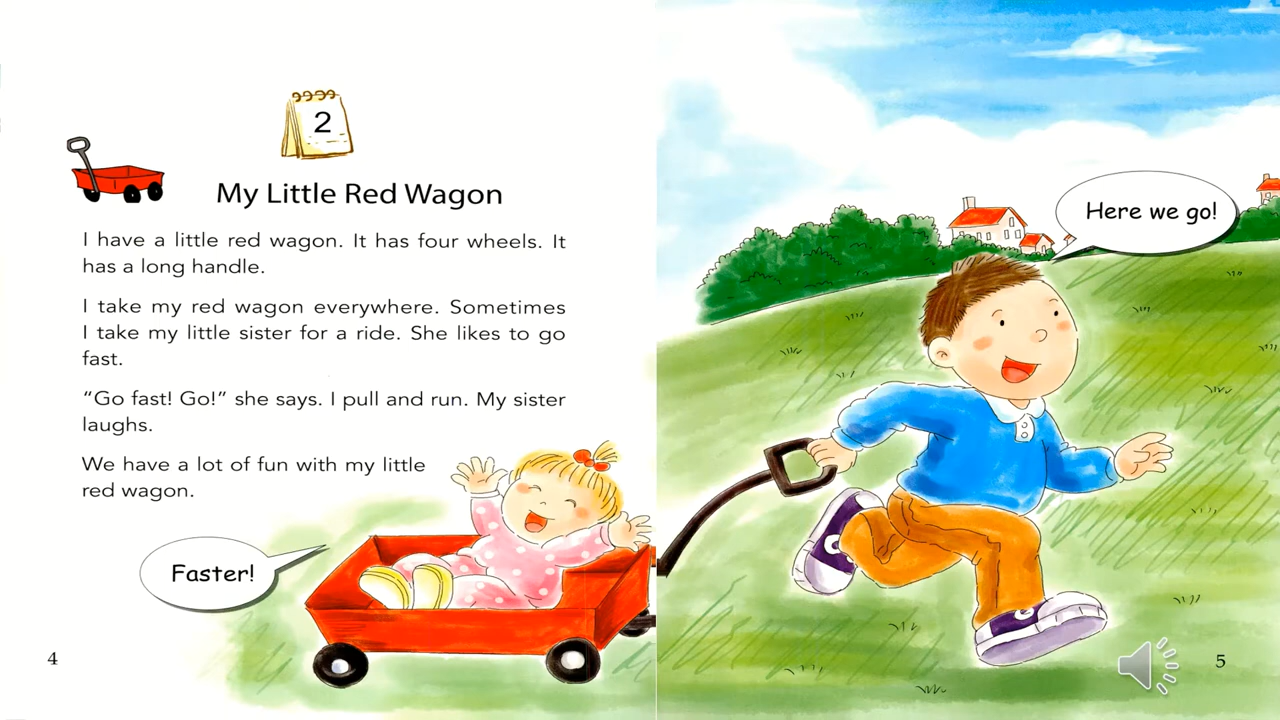 2
My Little Red Wagon
I have a little red wagon. It has four wheels. It
has a long handle.
I take my red wagon everywhere. Sometimes
I take my little sister for a ride. She likes to go
fast.
“Go fast! Go!” she says. I pull and run. My sister
laughs.
We have a lot of fun with my little
red wagon.
Faster!
4
Here we go!
5